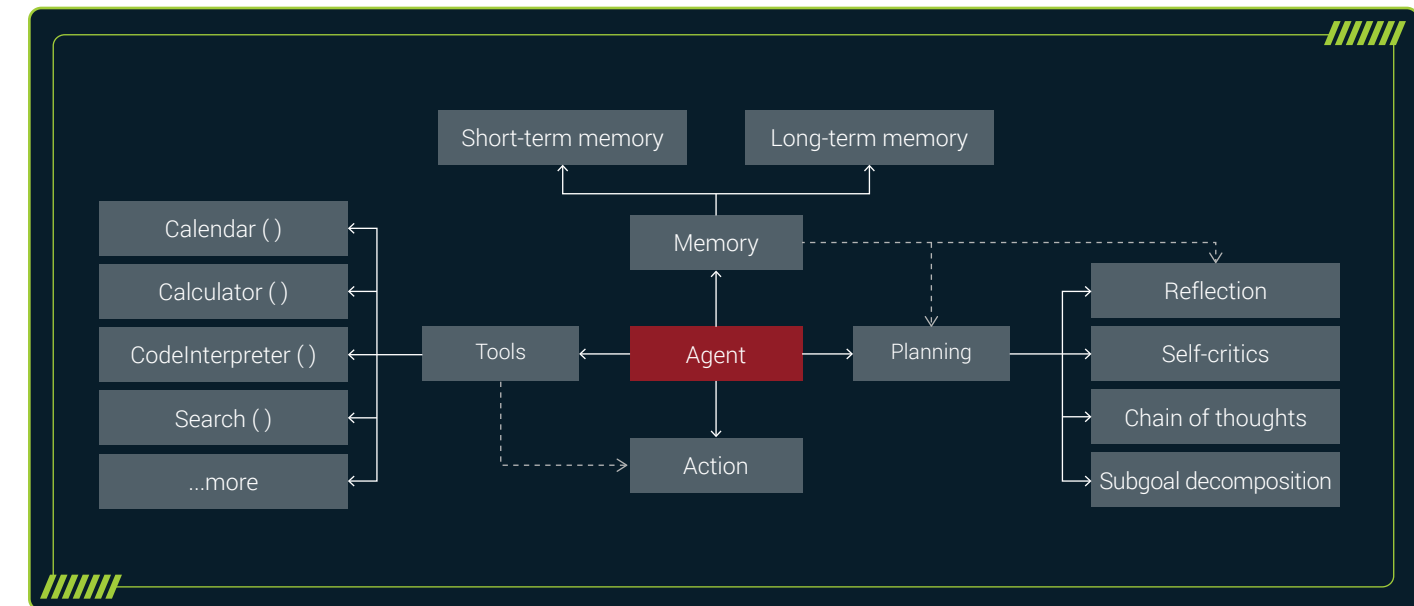 Short-term memory
Long-term memory
Memory
Calendar ( )
Calculator ( )
CodeInterpreter ( )
Search ( )
...more
Tools
Agent
Planning
Action
Reflection
Self-critics
Chain of thoughts
Subgoal decomposition